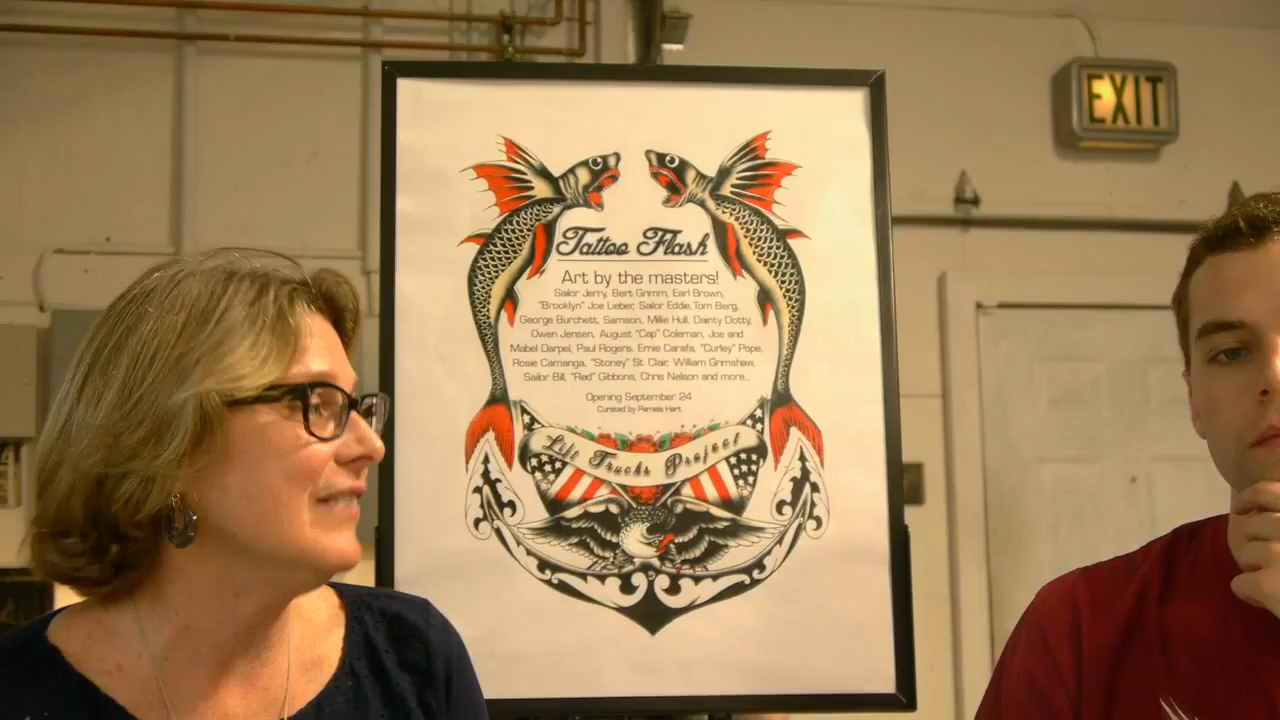 EXIT
Tattoo Flash
Art by the masters!
Sailor Jerry, Bert Grimm, Earl Brown,
"Brooklyn" Joe Lieber, Sailor Eddie, Tom Berg,
George Burchett, Samson, Millie Hull, Dainty Dotty,
Owen Jensen, August "Cap" Coleman, Joe and
Mabel Darpel, Paul Rogers, Ernie Carafa, "Curley" Pope,
Rosie Camanga, "Stoney" St. Clair, William Grimshaw,
Sailor Bill, "Red" Gibbons, Chris Nelson and more..
Opening September 24
Curated by Pamela Hart
Lift Trucks Project